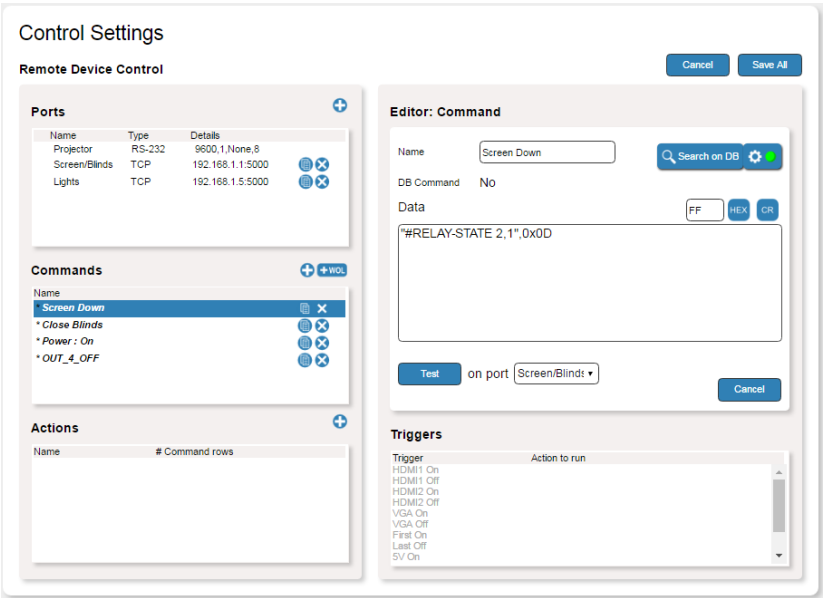 Control Settings
Remote Device Control
Cancel
Save All
Ports
Name Type Details
Projector RS-232 9600,1,None,8
Screen/Blinds TCP 192.168.1.1:5000
Lights TCP 192.168.1.5:5000
Commands
+ WOL
Name
* Screen Down
* Close Blinds
* Power : On
* OUT_4_OFF
Actions
Name # Command rows
Editor: Command
Name Screen Down Search on DB
DB Command No
Data FF HEX CR
"#RELAY-STATE 2,1",0x0D
Test on port Screen/Blinds
Cancel
Triggers
Trigger Action to run
HDMI1 On
HDMI1 Off
HDMI2 On
HDMI2 Off
VGA On
VGA Off
First On
Last Off
5V On